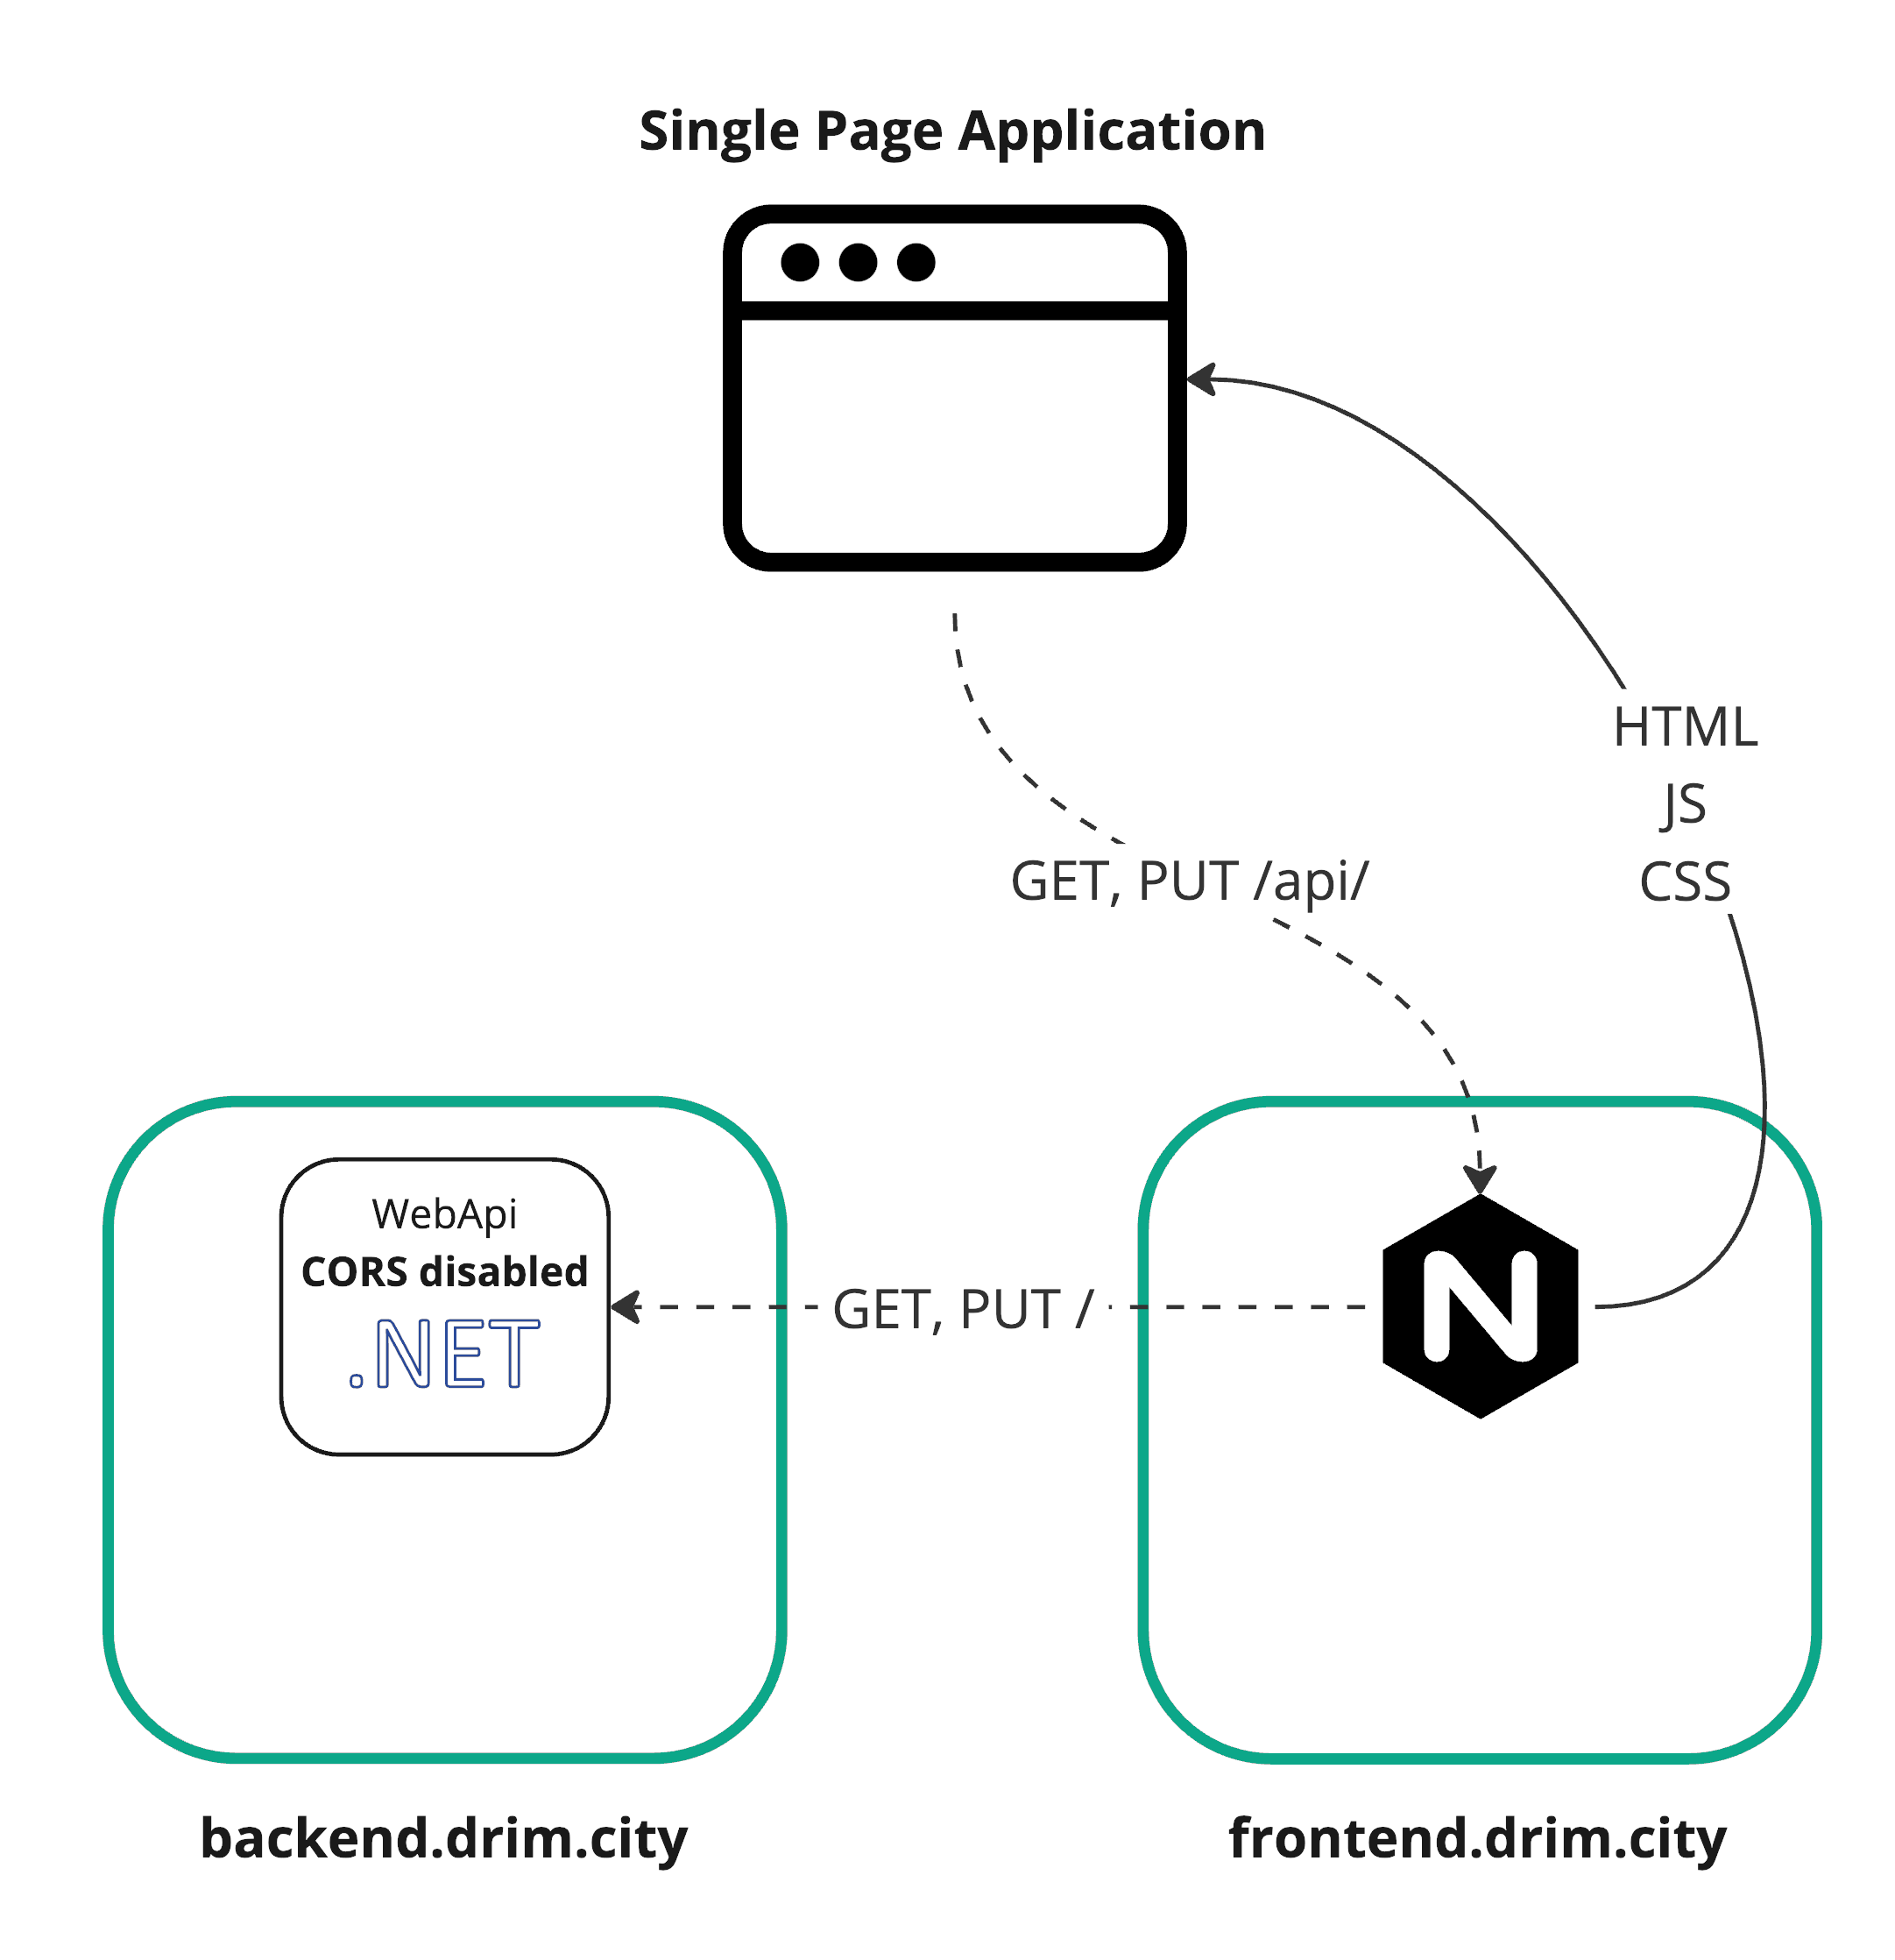 Single Page Application
HTML
JS
CSS
GET, PUT /api/
WebApi
CORS disabled
.NET
GET, PUT /
N
backend.drim.city
frontend.drim.city